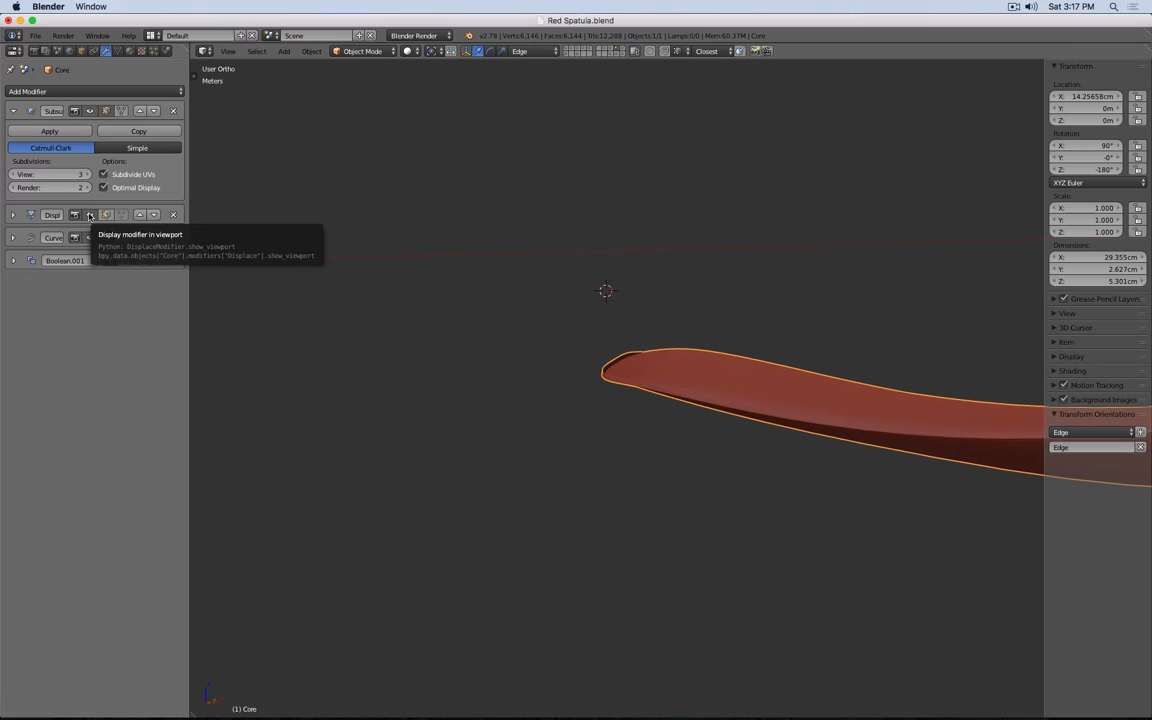 Blender Window Sat 3:17 PM
Red Spatula.blend
File Render Window Help Default Scene Blender Render v2.78 | Verts:6,146 | Faces:6,144 | Tris:12,288 | Objects:1/1 | Lamps:0/0 | Mem:60.37M | Core
View Select Add Object Object Mode Edge Closest
Core
Add Modifier
Subsu
Apply Copy
Catmull-Clark Simple
Subdivisions: Options:
View: 3 Subdivide UVs
Render: 2 Optimal Display
Displ
Curve
Boolean.001
Display modifier in viewport
Python: DisplaceModifier.show_viewport
bpy.data.objects["Core"].modifiers["Displace"].show_viewport
User Ortho
Meters
(1) Core
Transform
Location:
X: 14.25658cm
Y: 0m
Z: 0m
Rotation:
X: 90°
Y: -0°
Z: -180°
XYZ Euler
Scale:
X: 1.000
Y: 1.000
Z: 1.000
Dimensions:
X: 29.355cm
Y: 2.627cm
Z: 5.301cm
Grease Pencil Layers
View
3D Cursor
Item
Display
Shading
Motion Tracking
Background Images
Transform Orientations
Edge
Edge